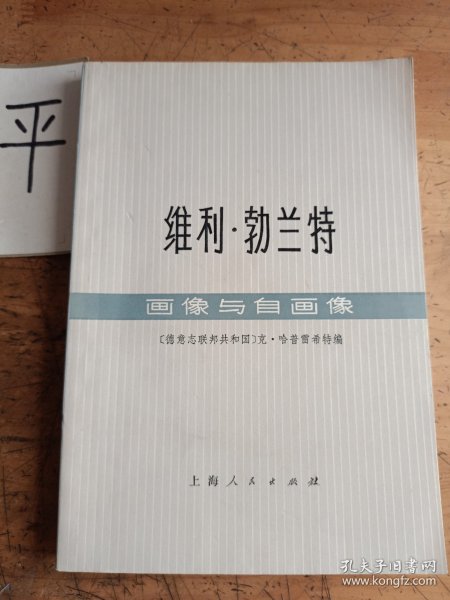 平
维利·勃兰特
画像与自画像
〔德意志联邦共和国〕克·哈普雷希特编
上海人民出版社
孔夫子旧书网
www.kongfz.com